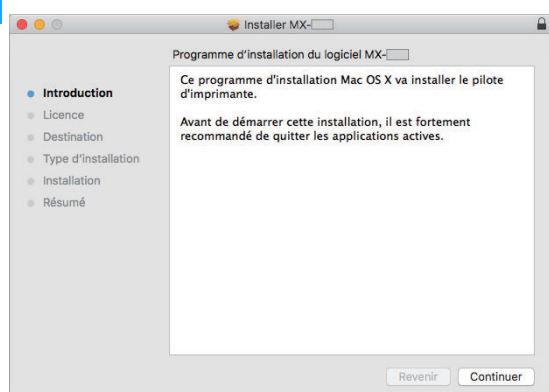 Installer MX-
Programme d'installation du logiciel MX-
Introduction
Licence
Destination
Type d'installation
Installation
Résumé
Ce programme d'installation Mac OS X va installer le pilote
d'imprimante.
Avant de démarrer cette installation, il est fortement
recommandé de quitter les applications actives.
Revenir
Continuer